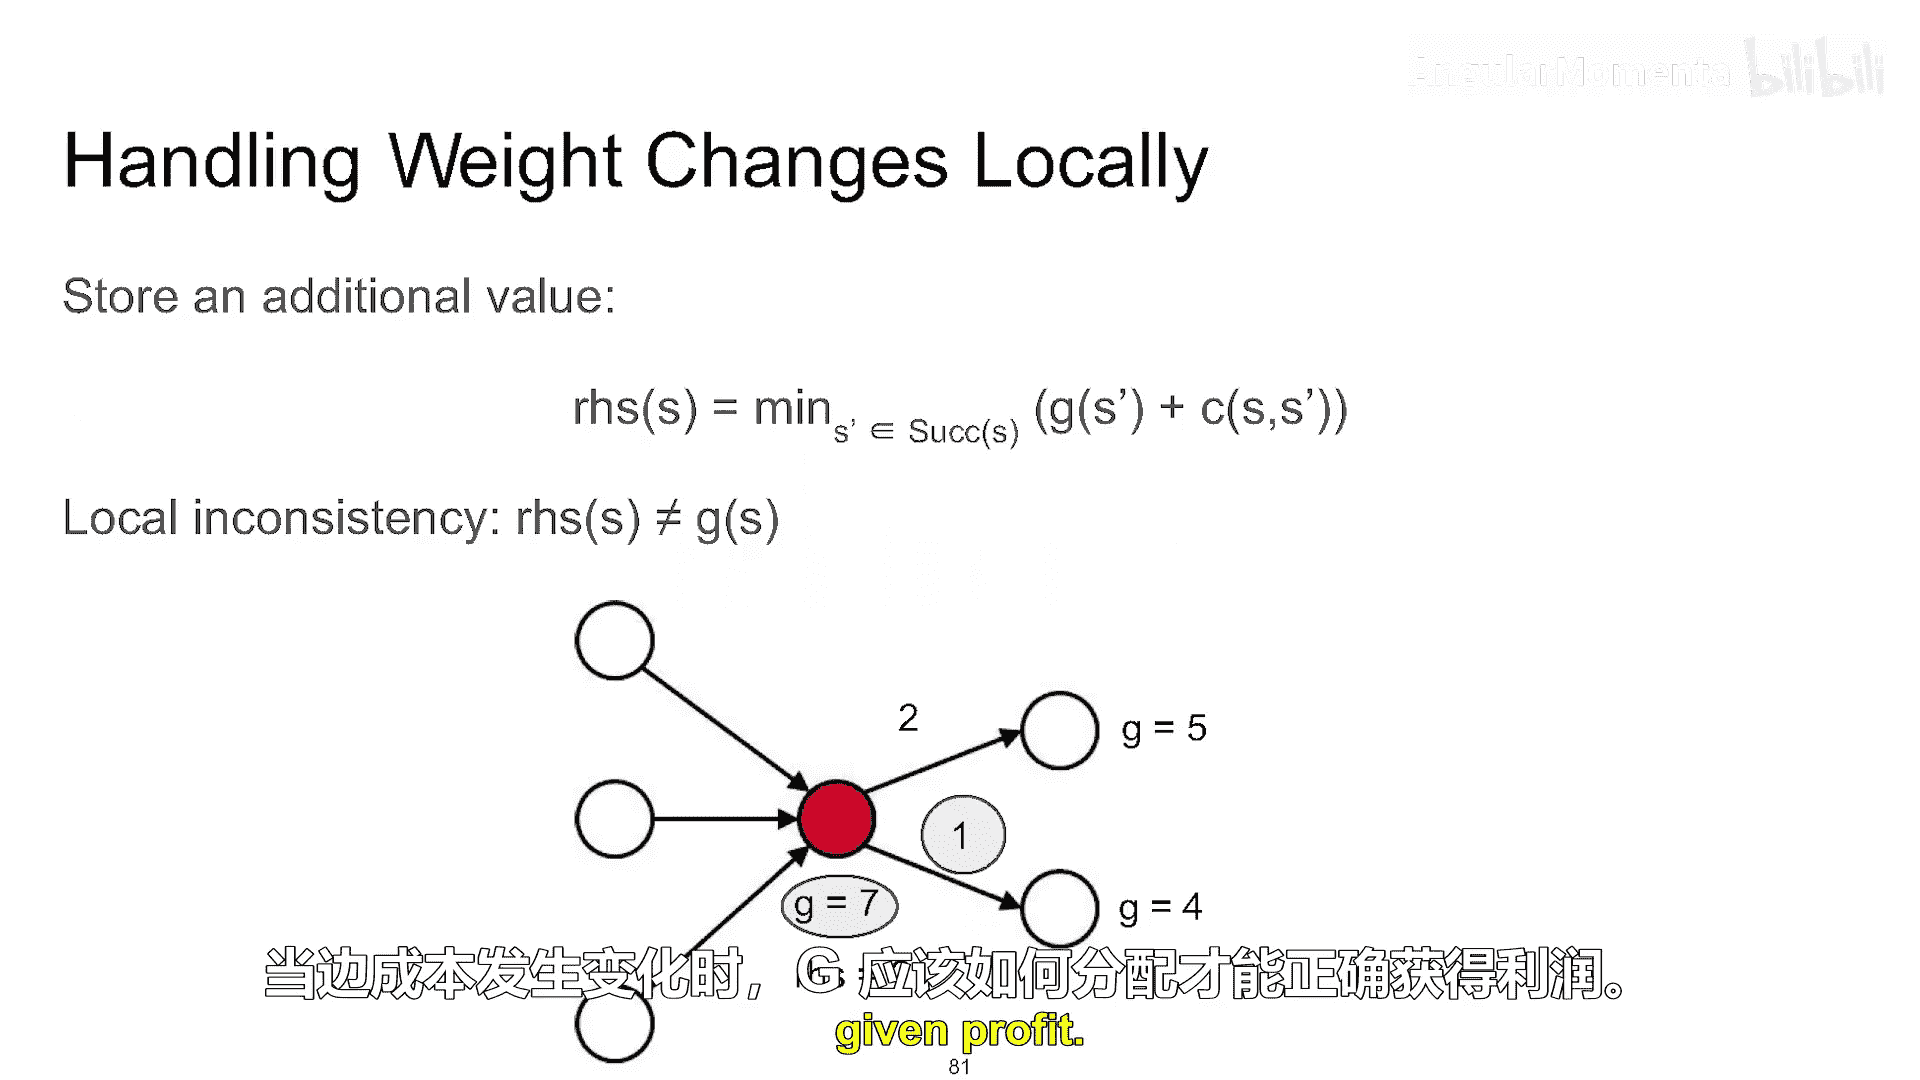 AngularMomenta bilibili
Handling Weight Changes Locally
Store an additional value:
rhs(s) = min s’ ∈ Succ(s) (g(s’) + c(s,s’))
Local inconsistency: rhs(s) ≠ g(s)
2
g = 5
1
g = 7
g = 4
当边成本发生变化时，G 应该如何分配才能正确获得利润。
given profit.
81